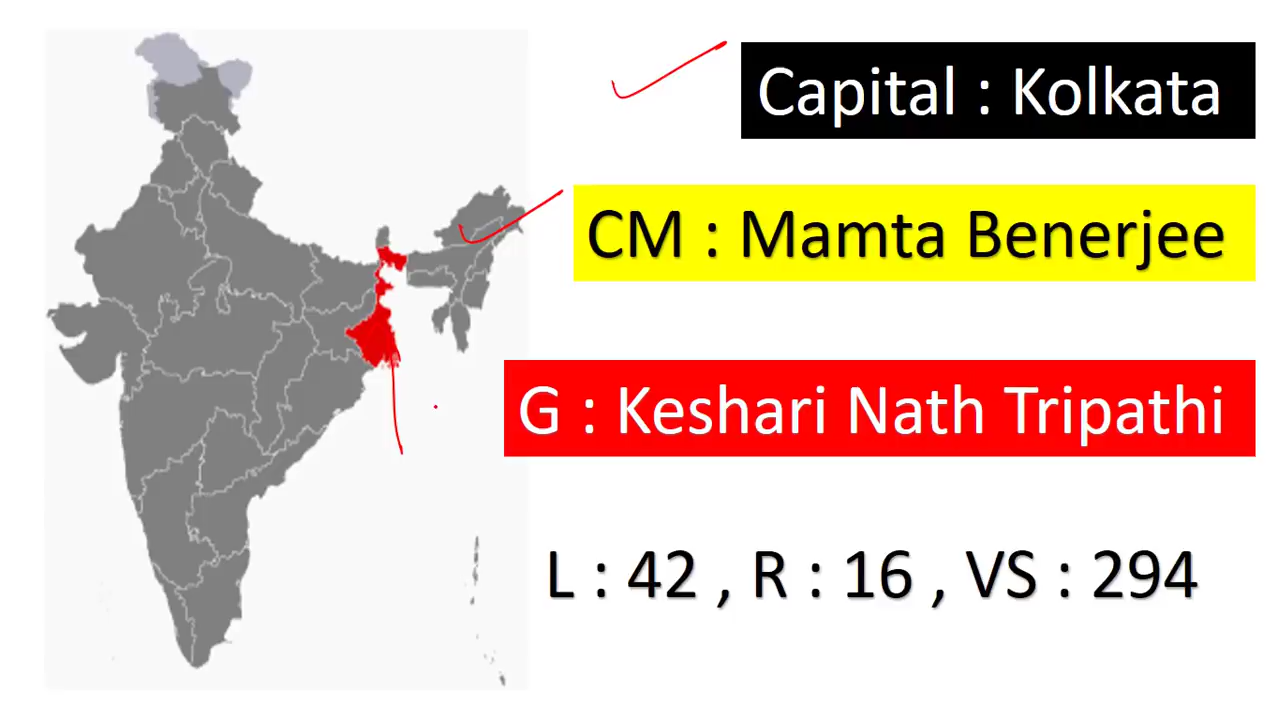 Capital : Kolkata
CM : Mamta Benerjee
G : Keshari Nath Tripathi
L : 42 , R : 16 , VS : 294